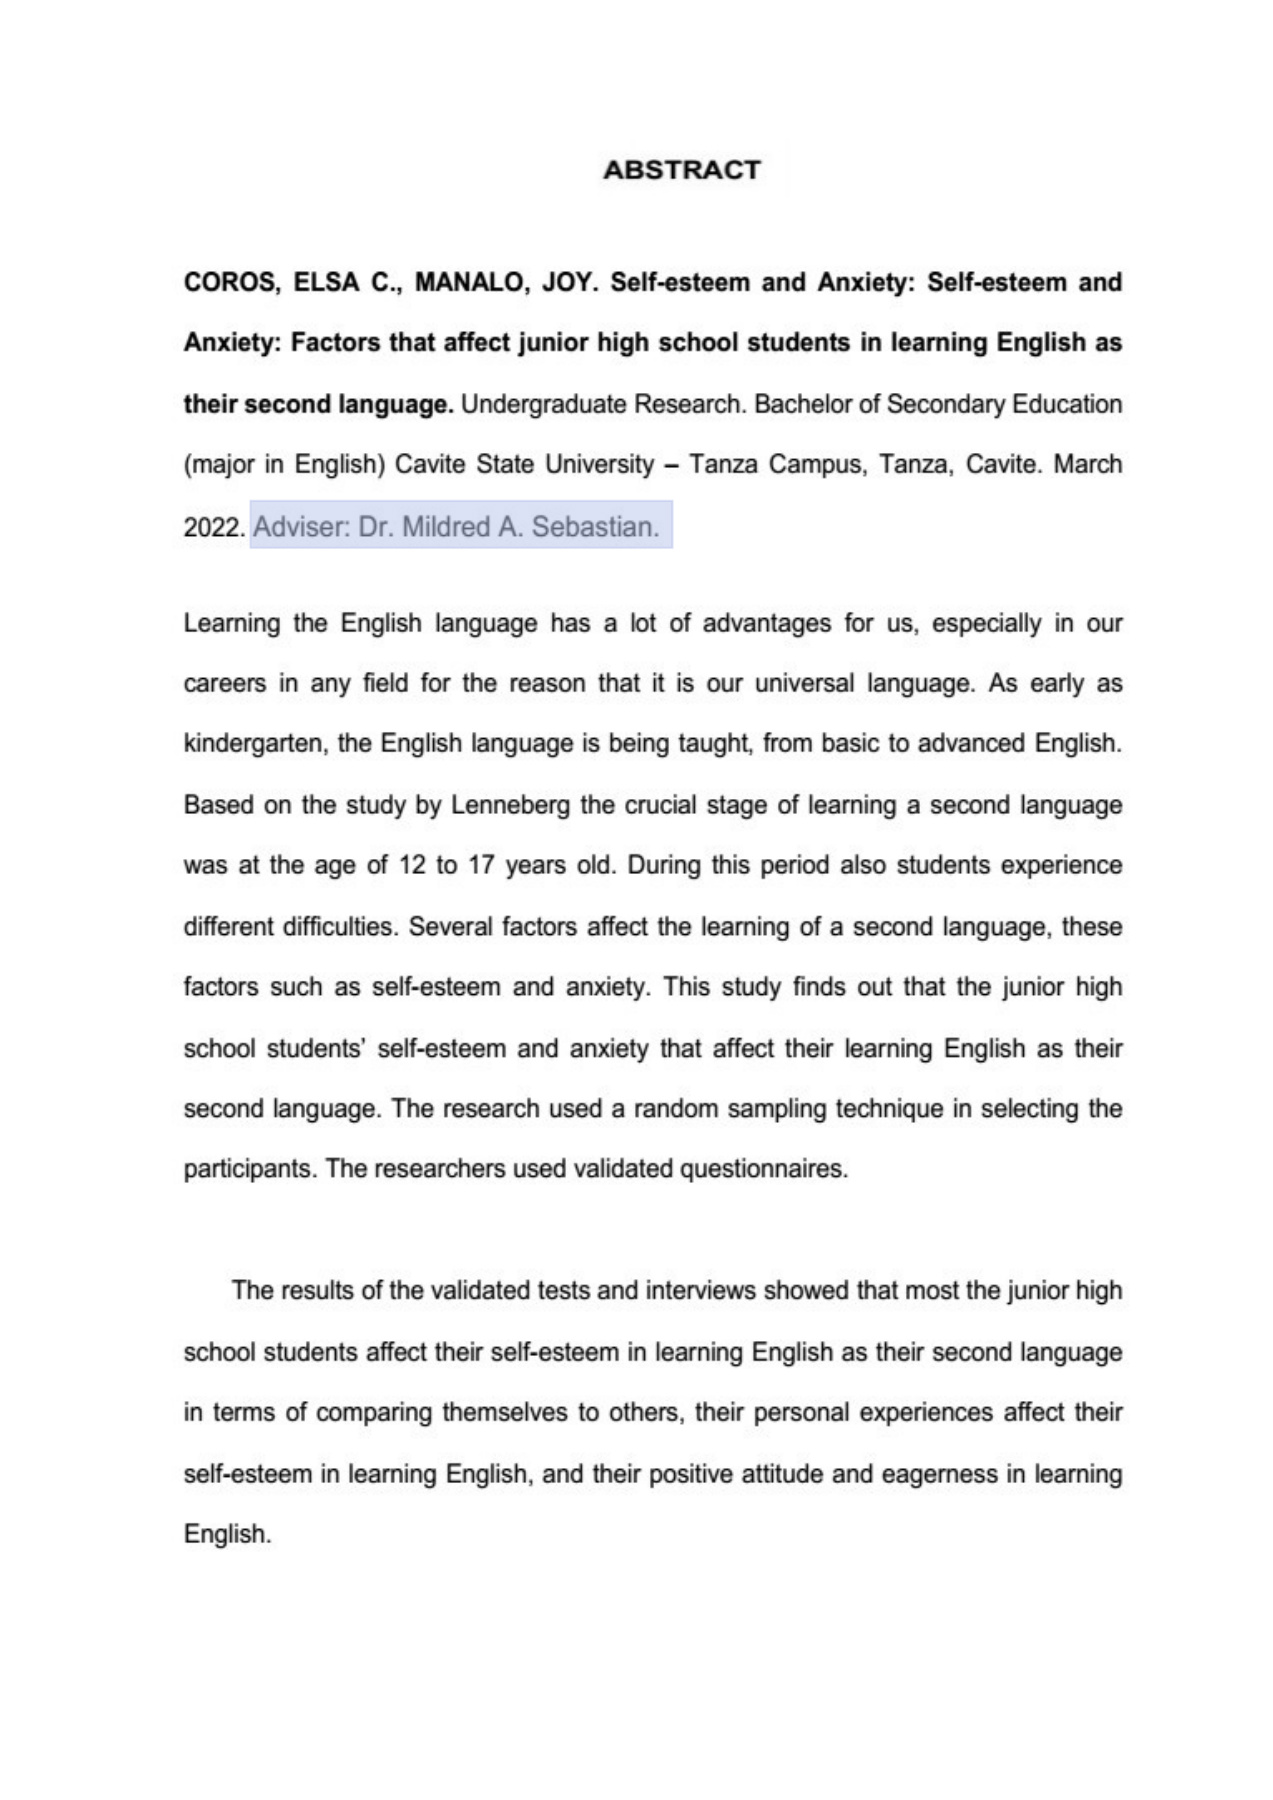 ABSTRACT
COROS, ELSA C., MANALO, JOY. Self-esteem and Anxiety: Self-esteem and
Anxiety: Factors that affect junior high school students in learning English as
their second language. Undergraduate Research. Bachelor of Secondary Education
(major in English) Cavite State University – Tanza Campus, Tanza, Cavite. March
2022. Adviser: Dr. Mildred A. Sebastian.
Learning the English language has a lot of advantages for us, especially in our
careers in any field for the reason that it is our universal language. As early as
kindergarten, the English language is being taught, from basic to advanced English.
Based on the study by Lenneberg the crucial stage of learning a second language
was at the age of 12 to 17 years old. During this period also students experience
different difficulties. Several factors affect the learning of a second language, these
factors such as self-esteem and anxiety. This study finds out that the junior high
school students’ self-esteem and anxiety that affect their learning English as their
second language. The research used a random sampling technique in selecting the
participants. The researchers used validated questionnaires.
The results of the validated tests and interviews showed that most the junior high
school students affect their self-esteem in learning English as their second language
in terms of comparing themselves to others, their personal experiences affect their
self-esteem in learning English, and their positive attitude and eagerness in learning
English.